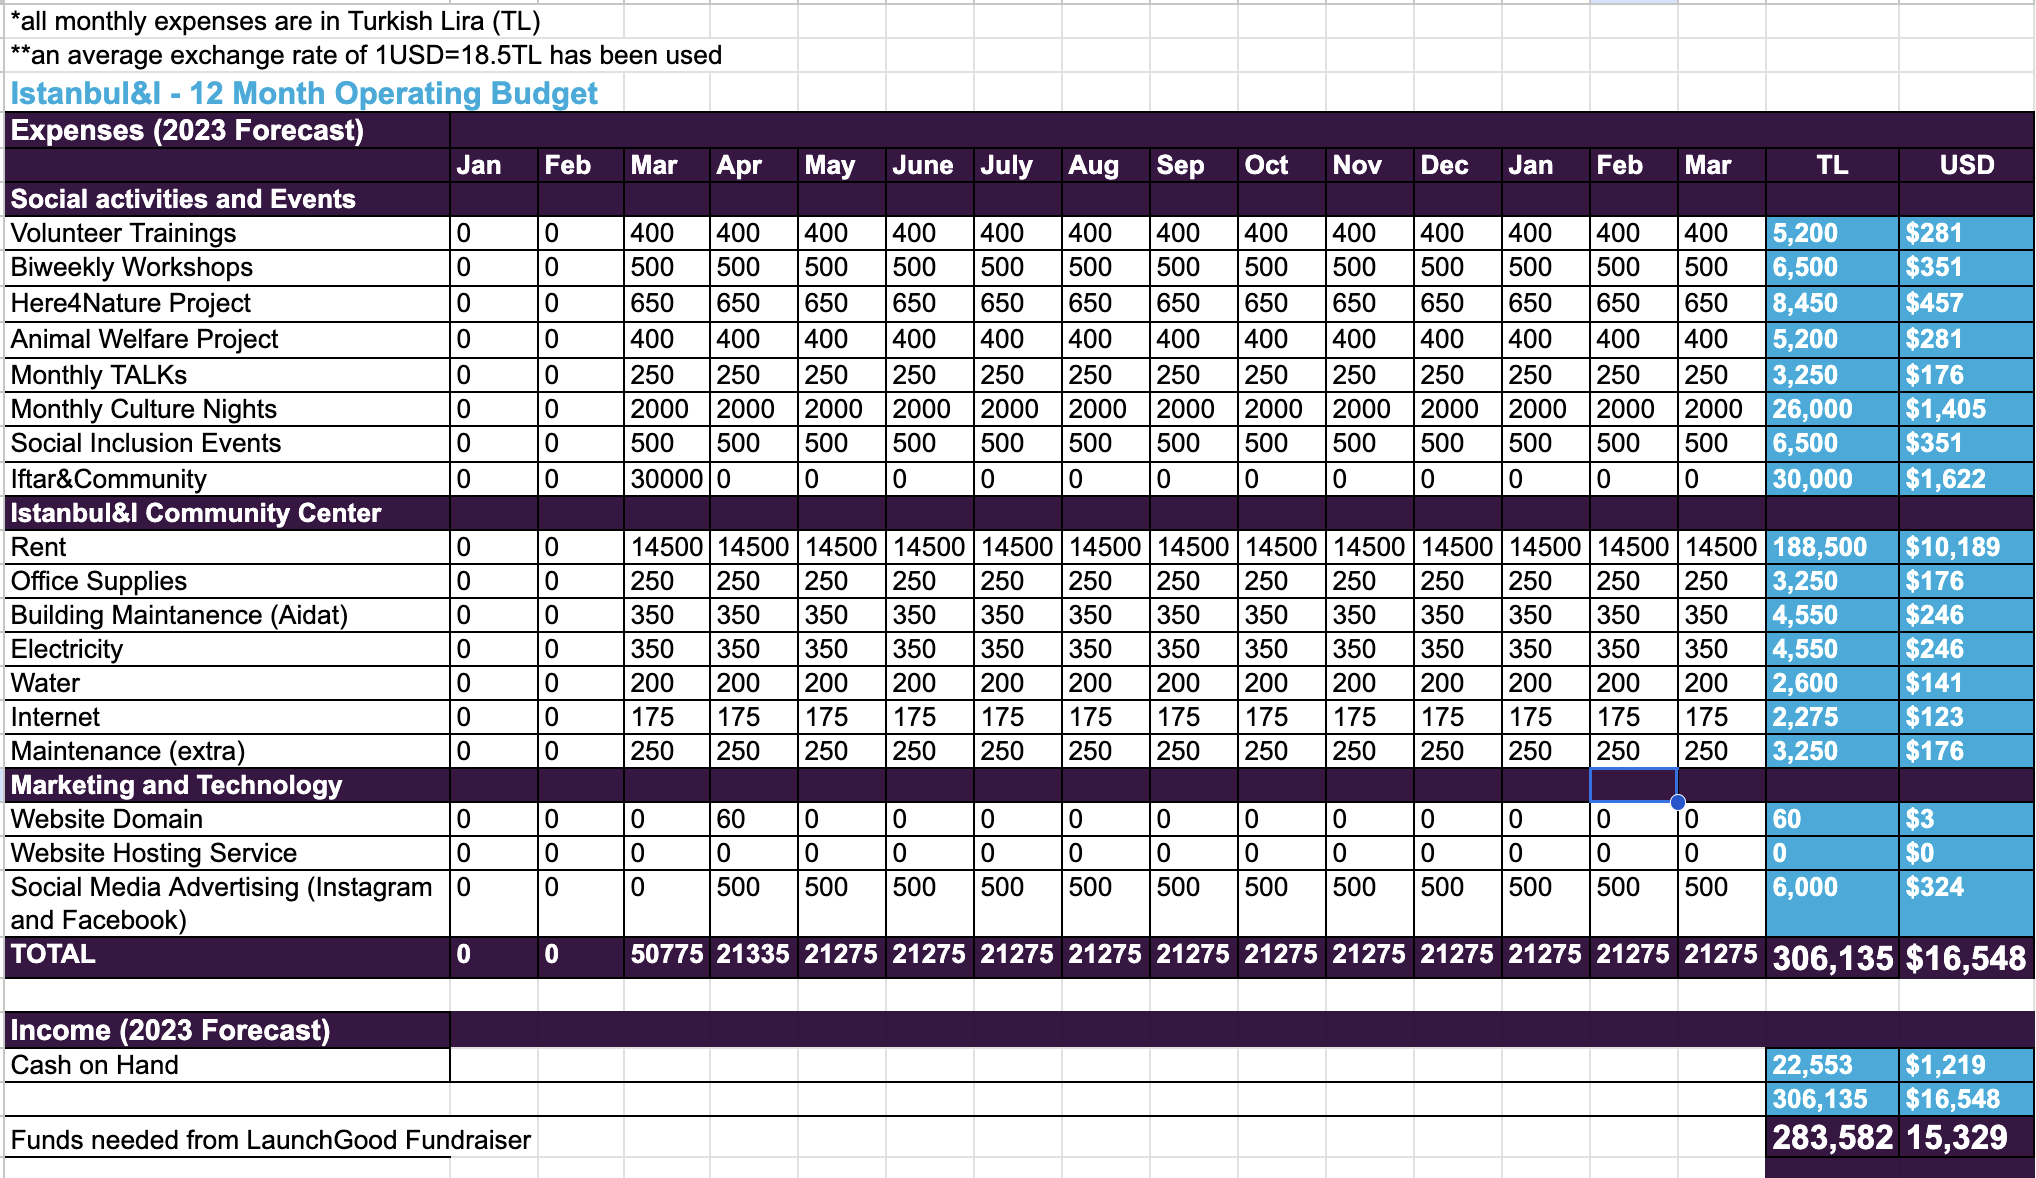 *all monthly expenses are in Turkish Lira (TL)
**an average exchange rate of 1USD=18.5TL has been used
Istanbul&I - 12 Month Operating Budget
Expenses (2023 Forecast)
Jan Feb Mar Apr May June July Aug Sep Oct Nov Dec Jan Feb Mar TL USD
Social activities and Events
Volunteer Trainings 0 0 400 400 400 400 400 400 400 400 400 400 400 400 400 5,200 $281
Biweekly Workshops 0 0 500 500 500 500 500 500 500 500 500 500 500 500 500 6,500 $351
Here4Nature Project 0 0 650 650 650 650 650 650 650 650 650 650 650 650 650 8,450 $457
Animal Welfare Project 0 0 400 400 400 400 400 400 400 400 400 400 400 400 400 5,200 $281
Monthly TALKs 0 0 250 250 250 250 250 250 250 250 250 250 250 250 250 3,250 $176
Monthly Culture Nights 0 0 2000 2000 2000 2000 2000 2000 2000 2000 2000 2000 2000 2000 2000 26,000 $1,405
Social Inclusion Events 0 0 500 500 500 500 500 500 500 500 500 500 500 500 500 6,500 $351
Iftar&Community 0 0 30000 0 0 0 0 0 0 0 0 0 0 0 0 30,000 $1,622
Istanbul&I Community Center
Rent 0 0 14500 14500 14500 14500 14500 14500 14500 14500 14500 14500 14500 14500 14500 188,500 $10,189
Office Supplies 0 0 250 250 250 250 250 250 250 250 250 250 250 250 250 3,250 $176
Building Maintanence (Aidat) 0 0 350 350 350 350 350 350 350 350 350 350 350 350 350 4,550 $246
Electricity 0 0 350 350 350 350 350 350 350 350 350 350 350 350 350 4,550 $246
Water 0 0 200 200 200 200 200 200 200 200 200 200 200 200 200 2,600 $141
Internet 0 0 175 175 175 175 175 175 175 175 175 175 175 175 175 2,275 $123
Maintenance (extra) 0 0 250 250 250 250 250 250 250 250 250 250 250 250 250 3,250 $176
Marketing and Technology
Website Domain 0 0 0 60 0 0 0 0 0 0 0 0 0 0 0 60 $3
Website Hosting Service 0 0 0 0 0 0 0 0 0 0 0 0 0 0 0 0 $0
Social Media Advertising (Instagram 0 0 0 500 500 500 500 500 500 500 500 500 500 500 500 6,000 $324
and Facebook)
TOTAL 0 0 50775 21335 21275 21275 21275 21275 21275 21275 21275 21275 21275 21275 21275 306,135 $16,548
Income (2023 Forecast)
Cash on Hand 22,553 $1,219
306,135 $16,548
Funds needed from LaunchGood Fundraiser 283,582 15,329